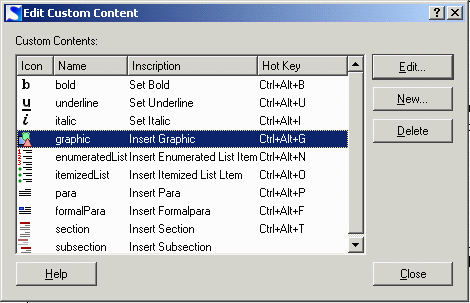 Edit Custom Content
Custom Contents:
Icon Name Inscription Hot Key
b bold Set Bold Ctrl+Alt+B
u underline Set Underline Ctrl+Alt+U
i italic Set Italic Ctrl+Alt+I
graphic Insert Graphic Ctrl+Alt+G
enumeratedList Insert Enumerated List Item Ctrl+Alt+N
itemizedList Insert Itemized List Ltem Ctrl+Alt+O
para Insert Para Ctrl+Alt+P
formalPara Insert Formalpara Ctrl+Alt+F
section Insert Section Ctrl+Alt+T
subsection Insert Subsection
Edit...
New...
Delete
Help
Close